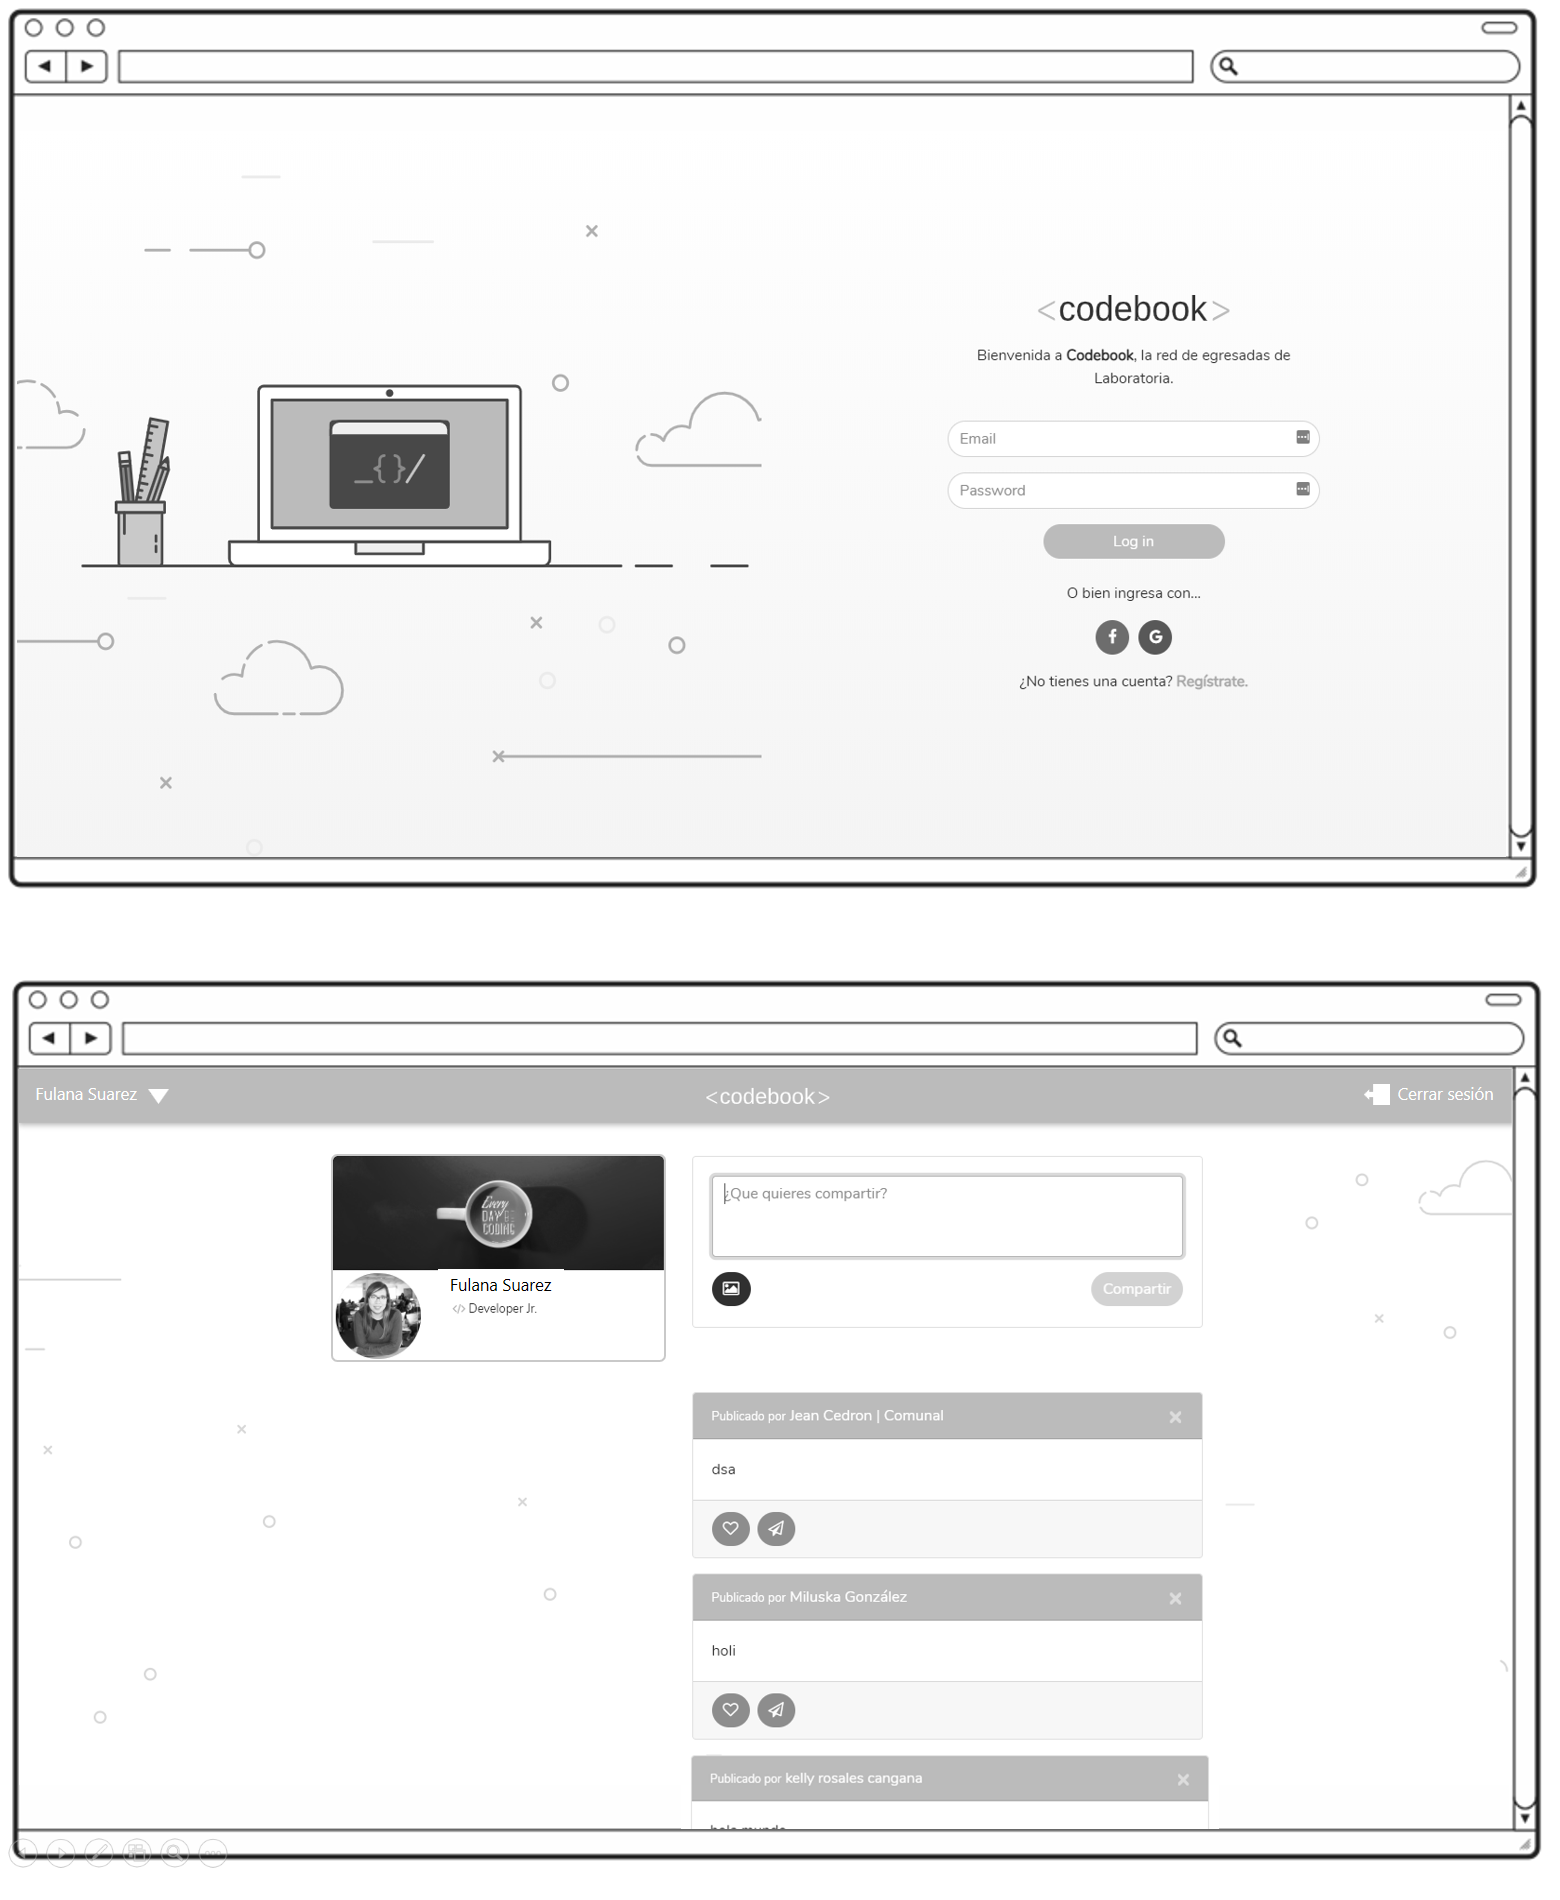 <codebook>
Bienvenida a Codebook, la red de egresadas de
Laboratoria.
_{}/
Email
Password
Log in
O bien ingresa con...
¿No tienes una cuenta? Regístrate.
Fulana Suarez
<codebook>
Cerrar sesión
Every
DAY
CODING
Fulana Suarez
</> Developer Jr.
¿Que quieres compartir?
Compartir
Publicado por Jean Cedron | Comunal
dsa
Publicado por Miluska González
holi
Publicado por kelly rosales cangana
hola mundo